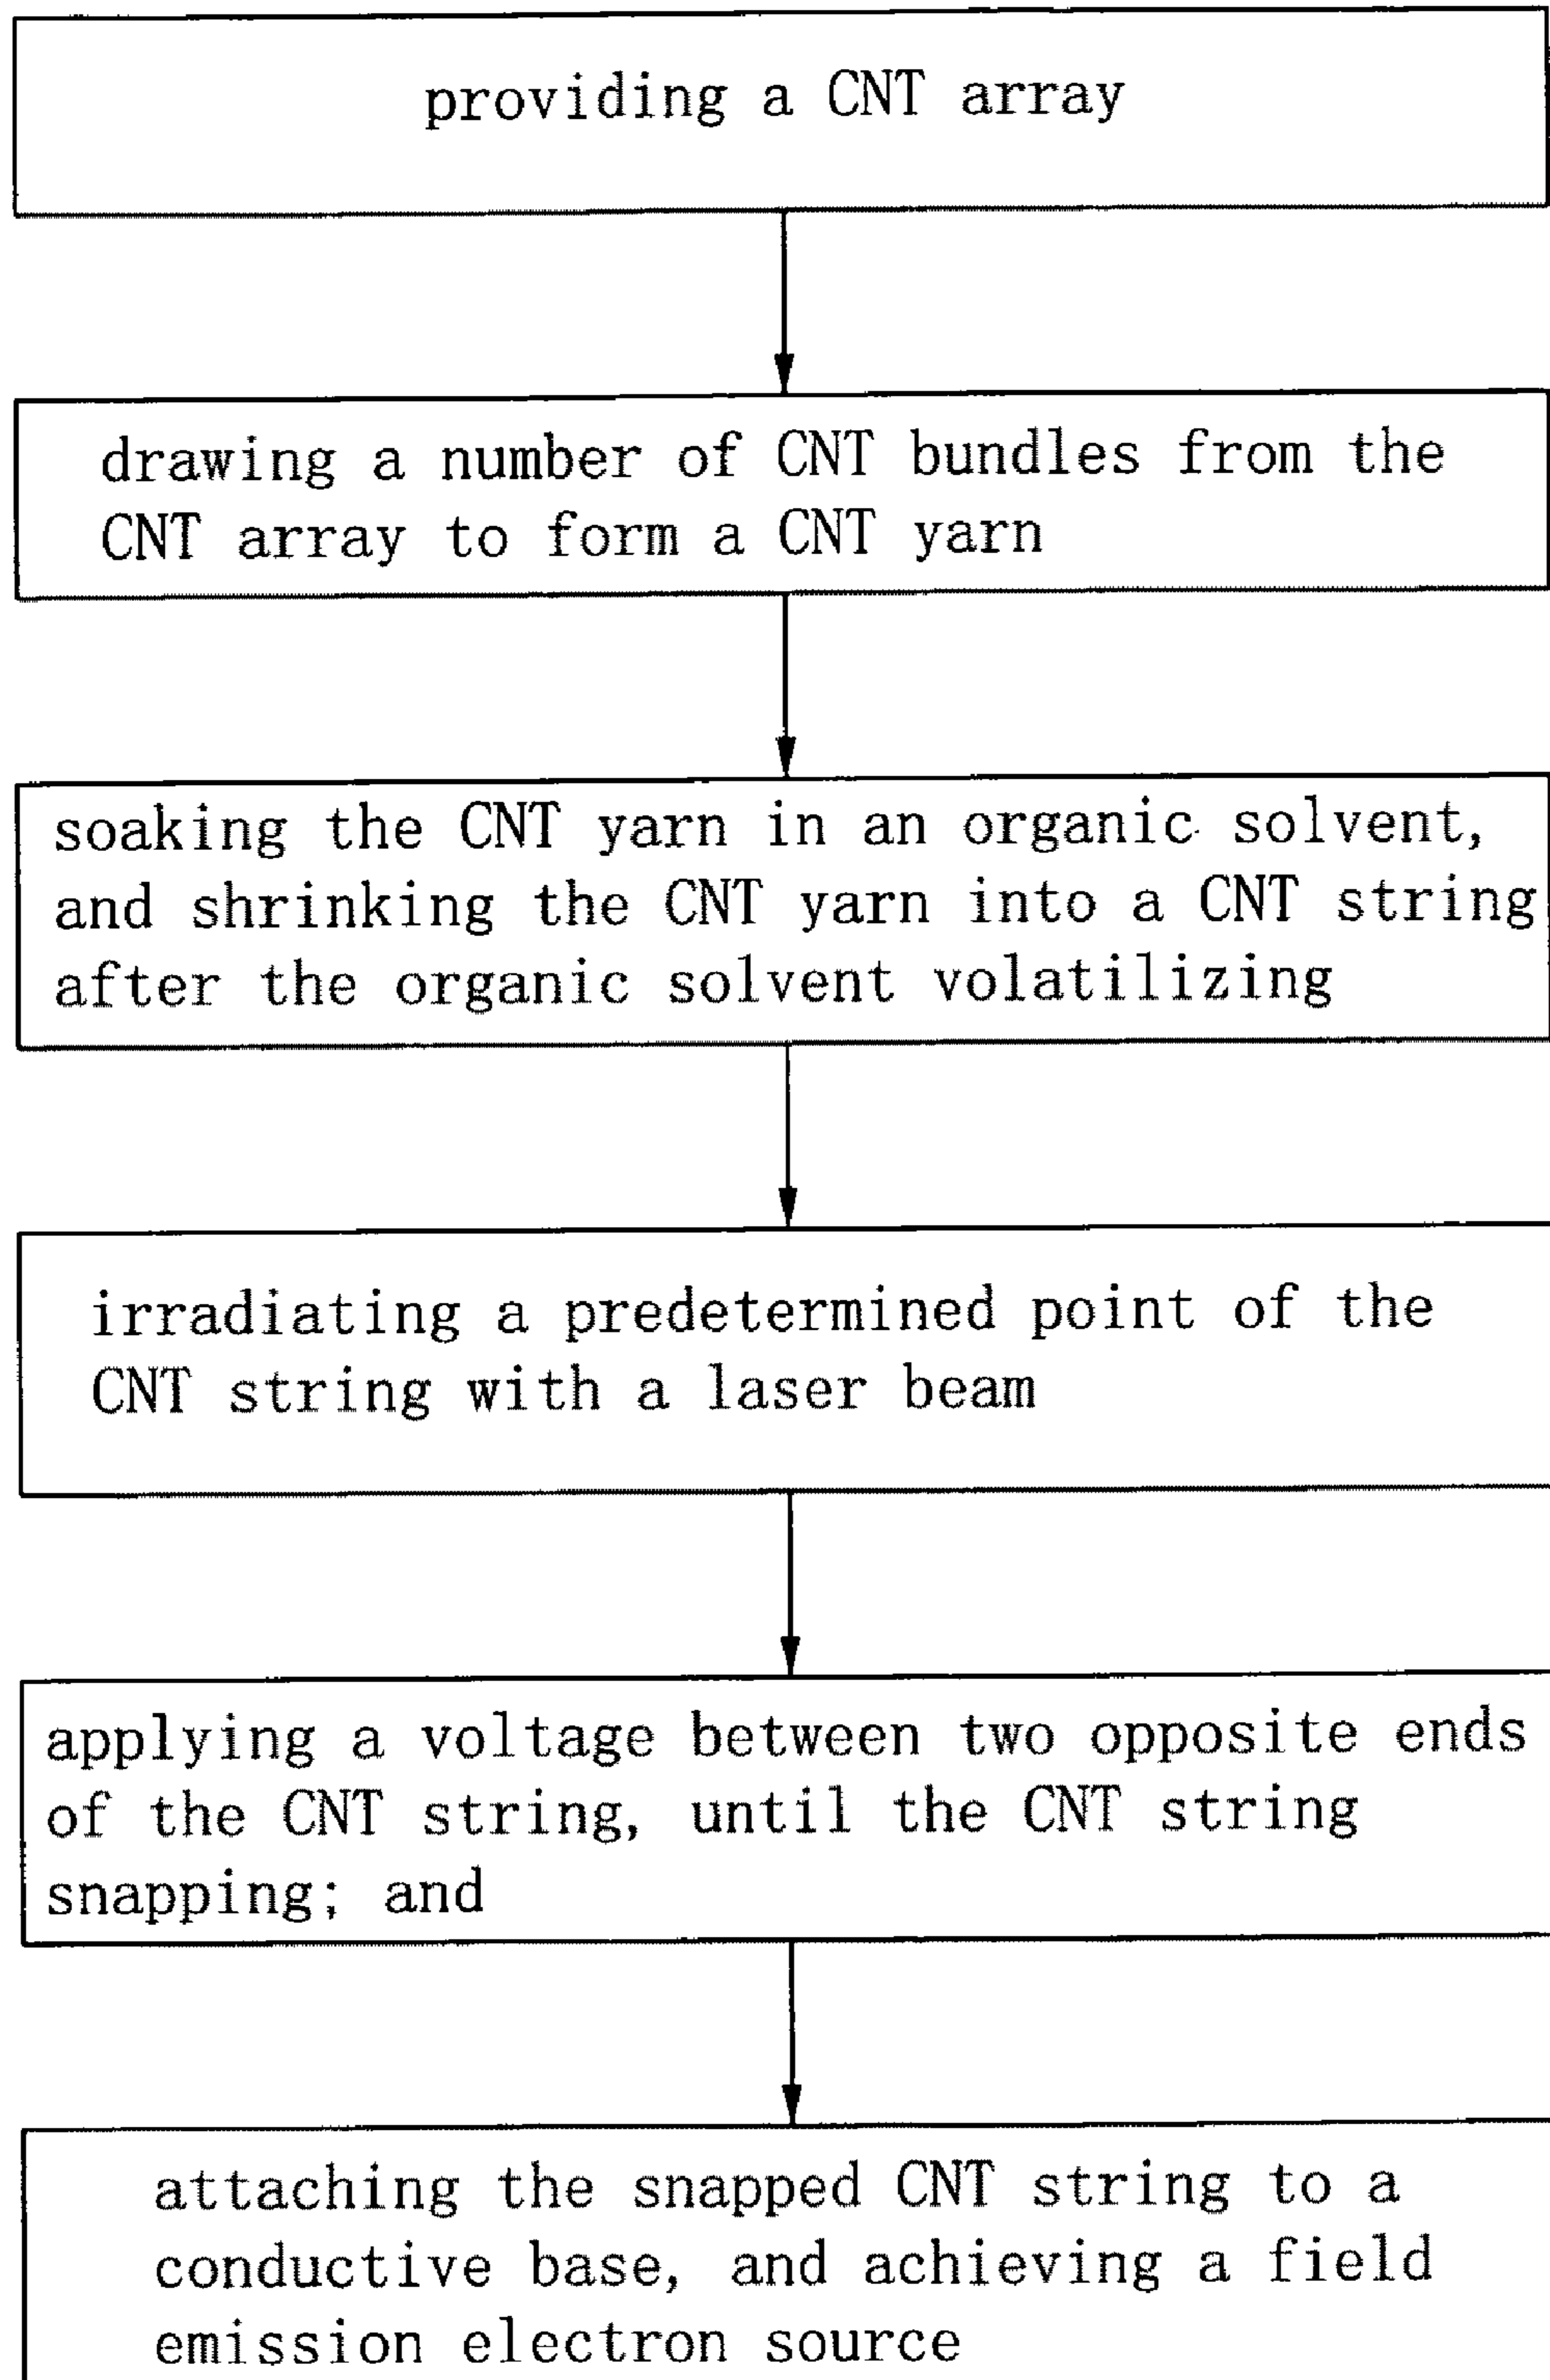 providing a CNT array
drawing a number of CNT bundles from the
CNT array to form a CNT yarn
soaking the CNT yarn in an organic solvent,
and shrinking the CNT yarn into a CNT string
after the organic solvent volatilizing
irradiating a predetermined point of the
CNT string with a laser beam
applying a voltage between two opposite ends
of the CNT string, until the CNT string
snapping; and
attaching the snapped CNT string to a
conductive base, and achieving a field
emission electron source